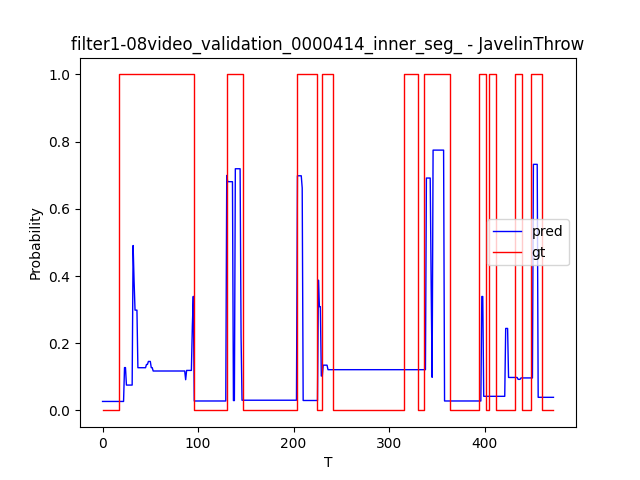 filter1-08video_validation_0000414_inner_seg_ - JavelinThrow
1.0
0.8
0.6
0.4
0.2
0.0
Probability
pred
gt
0 100 200 300 400
T